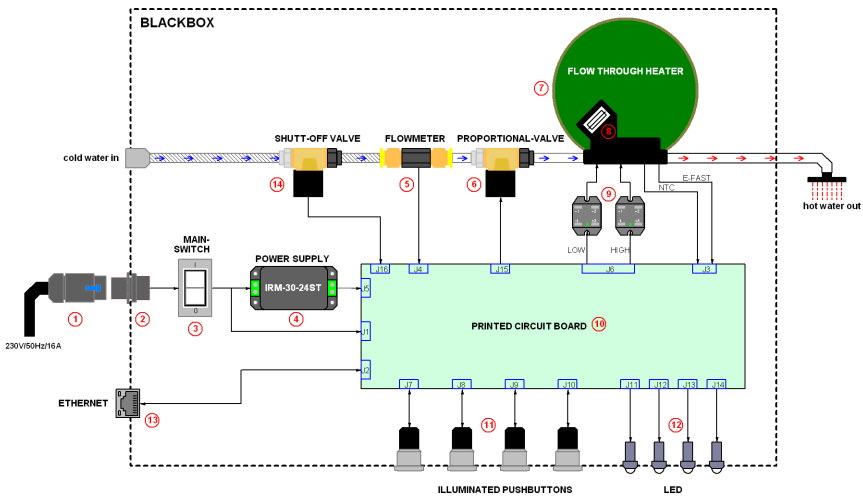 BLACKBOX
FLOW THROUGH HEATER
7
8
SHUTT-OFF VALVE
FLOWMETER
PROPORTIONAL-VALVE
cold water in
14
5
6
9
E-FAST
NTC
hot water out
LOW
HIGH
MAIN-
SWITCH
POWER SUPPLY
IRM-30-24ST
J16
J4
J15
J6
J3
J5
1
2
I
0
3
4
J1
PRINTED CIRCUIT BOARD
10
230V/50Hz/16A
J2
ETHERNET
13
J7
J8
J9
J10
J11
J12
J13
J14
11
12
ILLUMINATED PUSHBUTTONS
LED